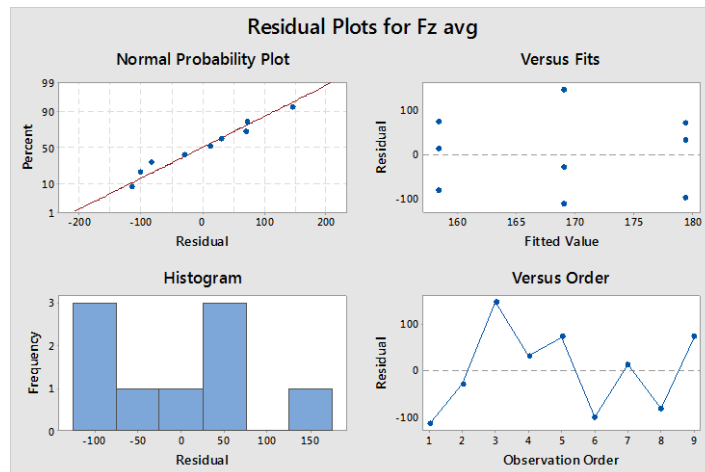 Residual Plots for Fz avg
Normal Probability Plot
99
90
50
10
1
Percent
-200 -100 0 100 200
Residual
Versus Fits
100
0
-100
Residual
160 165 170 175 180
Fitted Value
Histogram
3
2
1
0
Frequency
-100 -50 0 50 100 150
Residual
Versus Order
100
0
-100
Residual
1 2 3 4 5 6 7 8 9
Observation Order